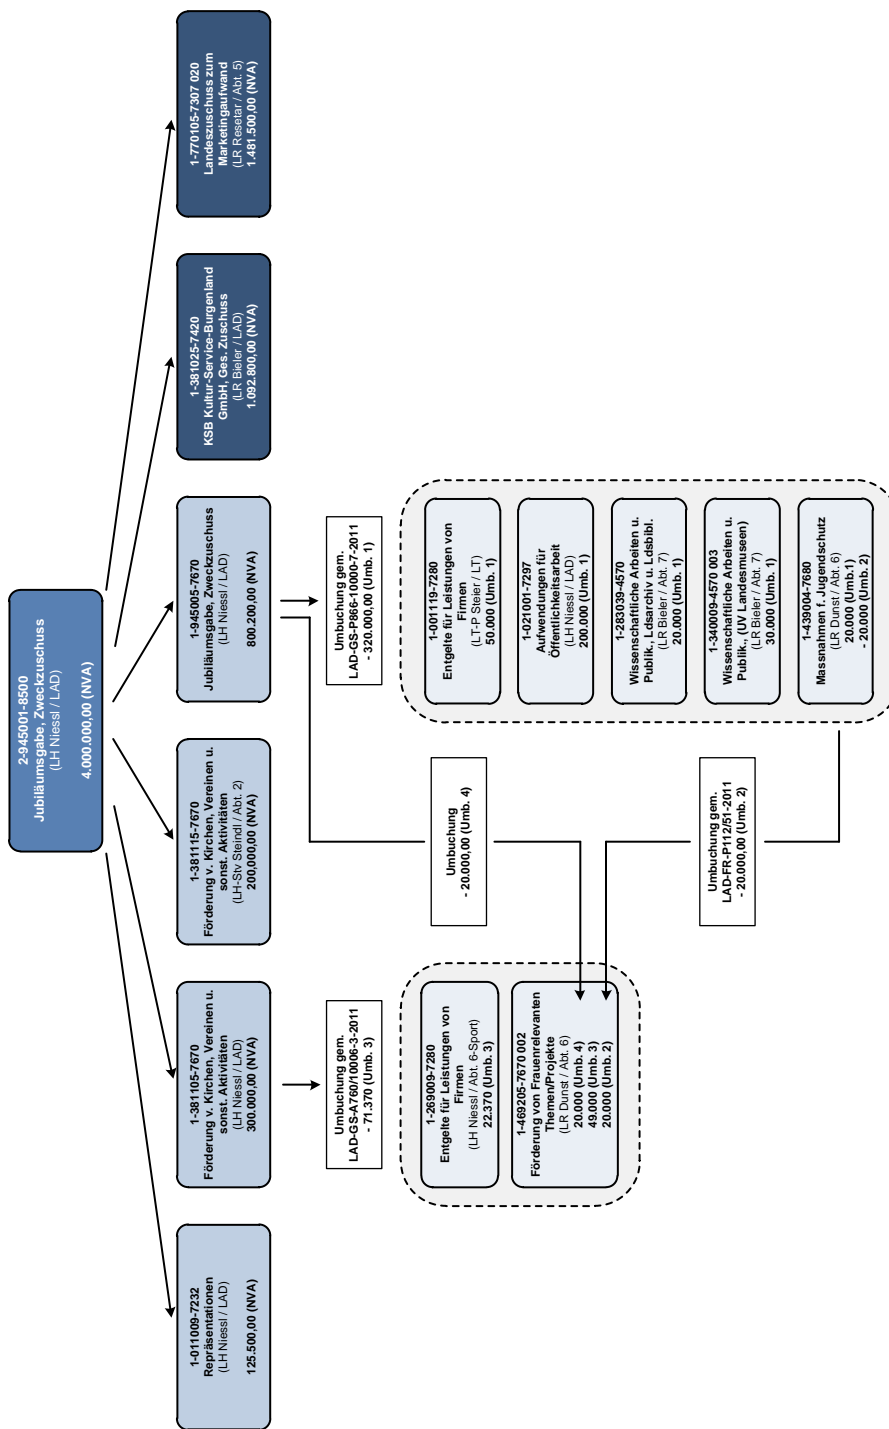 2-945001-8500
Jubiläumsgabe, Zweckzuschuss
(LH Niessl / LAD)
4.000.000,00 (NVA)
1-011009-7232
Repräsentationen
(LH Niessl / LAD)
125.500,00 (NVA)
1-381105-7670
Förderung v. Kirchen, Vereinen u.
sonst. Aktivitäten
(LH Niessl / LAD)
300.000,00 (NVA)
1-381115-7670
Förderung v. Kirchen, Vereinen u.
sonst. Aktivitäten
(LH-Stv Steindl / Abt. 2)
200,000,00 (NVA)
1-945005-7670
Jubiläumsgabe, Zweckzuschuss
(LH Niessl / LAD)
800.200,00 (NVA)
1-381025-7420
KSB Kultur-Service-Burgenland
GmbH, Ges. Zuschuss
(LR Bieler / LAD)
1.092.800,00 (NVA)
1-770105-7307 020
Landeszuschuss zum
Marketingaufwand
(LR Resetar / Abt. 5)
1.481.500,00 (NVA)
Umbuchung gem.
LAD-GS-A760/10006-3-2011
- 71.370 (Umb. 3)
Umbuchung gem.
LAD-GS-P866-10000-7-2011
- 320.000,00 (Umb. 1)
1-269009-7280
Entgelte für Leistungen von
Firmen
(LH Niessl / Abt. 6-Sport)
22.370 (Umb. 3)
1-469205-7670 002
Förderung von Frauenrelevanten
Themen/Projekte
(LR Dunst / Abt. 6)
20.000 (Umb. 4)
49.000 (Umb. 3)
20.000 (Umb. 2)
Umbuchung
- 20.000,00 (Umb. 4)
Umbuchung gem.
LAD-FR-P112/51-2011
- 20.000,00 (Umb. 2)
1-001119-7280
Entgelte für Leistungen von
Firmen
(LT-P Steier / LT)
50.000 (Umb. 1)
1-021001-7297
Aufwendungen für
Öffentlichkeitsarbeit
(LH Niessl / LAD)
200.000 (Umb. 1)
1-283039-4570
Wissenschaftliche Arbeiten u.
Publik., Ldsarchiv u. Ldsbibl.
(LR Bieler / Abt. 7)
20.000 (Umb. 1)
1-340009-4570 003
Wissenschaftliche Arbeiten u.
Publik., (UV Landesmuseen)
(LR Bieler / Abt. 7)
30.000 (Umb. 1)
1-439004-7680
Massnahmen f. Jugendschutz
(LR Dunst / Abt. 6)
20.000 (Umb.1)
- 20.000 (Umb. 2)